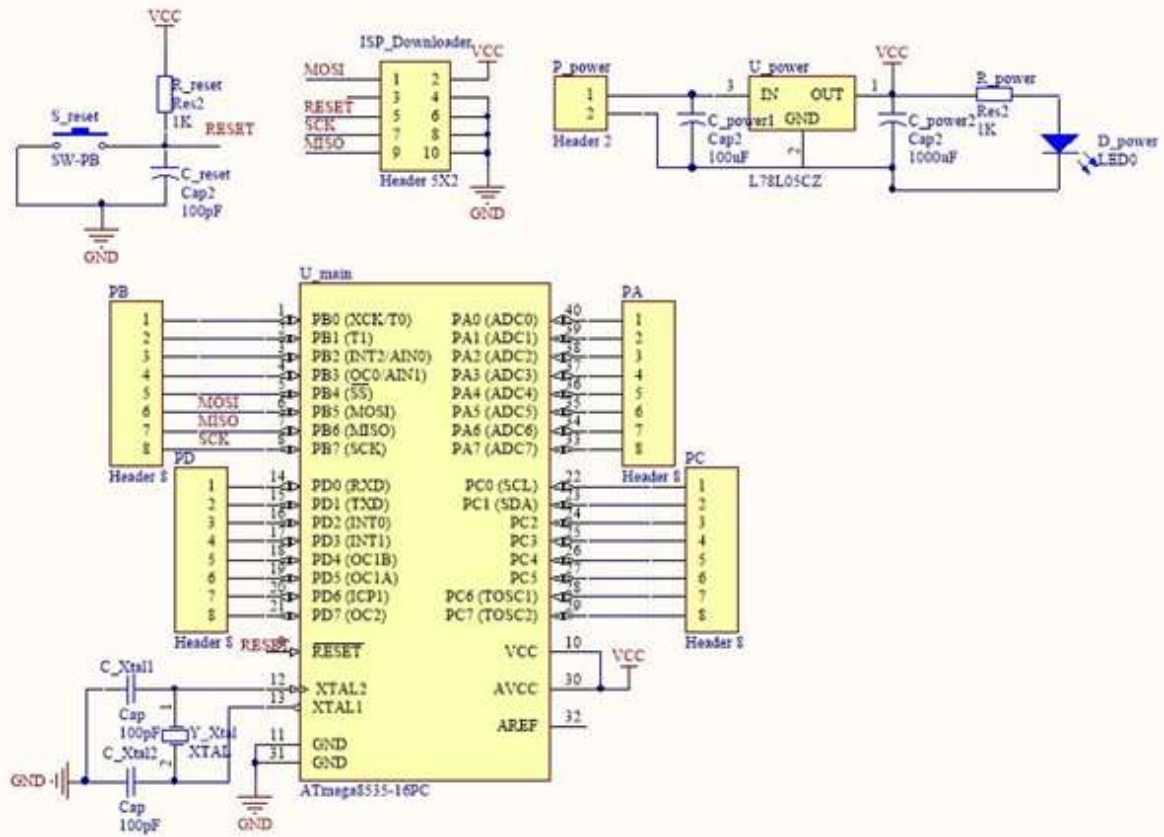 VCC
R_reset
Res2
1K
S_reset
SW-PB
RESET
C_reset
Cap2
100pF
GND
ISP_Downloader
VCC
MOSI
RESET
SCK
MISO
1 2
3 4
5 6
7 8
9 10
Header 5X2
GND
P_power
1
2
Header 2
U_power
3 IN OUT 1
GND
2
L78L05CZ
C_power1
Cap2
100uF
VCC
C_power2
Cap2
1000uF
R_power
Res2
1K
D_power
LED0
U_main
PB
1
2
3
4
5
6 MOSI
7 MISO
8 SCK
Header 8
PB0 (XCK/T0)
PB1 (T1)
PB2 (INT2/AIN0)
PB3 (OC0/AIN1)
PB4 (SS)
PB5 (MOSI)
PB6 (MISO)
PB7 (SCK)
PA0 (ADC0) 40
PA1 (ADC1)
PA2 (ADC2)
PA3 (ADC3)
PA4 (ADC4)
PA5 (ADC5)
PA6 (ADC6)
PA7 (ADC7) 33
PA
1
2
3
4
5
6
7
8
Header 8
PD
1
2
3
4
5
6
7
8
Header 8
14 PD0 (RXD)
15 PD1 (TXD)
16 PD2 (INT0)
17 PD3 (INT1)
18 PD4 (OC1B)
19 PD5 (OC1A)
20 PD6 (ICP1)
21 PD7 (OC2)
PC0 (SCL) 22
PC1 (SDA)
PC2
PC3
PC4
PC5
PC6 (TOSC1)
PC7 (TOSC2)
PC
1
2
3
4
5
6
7
8
Header 8
RESET 9 RESET
12 XTAL2
13 XTAL1
11 GND
31 GND
VCC 10
AVCC 30
AREF 32
VCC
C_Xtal1
Cap
100pF
1
Y_Xtal
XTAL
2
C_Xtal2
Cap
100pF
GND
GND
ATmega8535-16PC